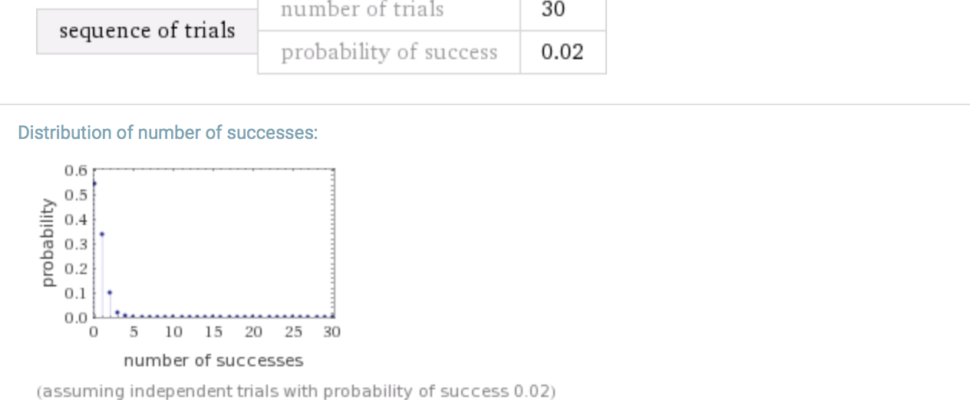 number of trials 30
sequence of trials
probability of success 0.02
Distribution of number of successes:
0.6
0.5
0.4
0.3
0.2
0.1
0.0
probability
0 5 10 15 20 25 30
number of successes
(assuming independent trials with probability of success 0.02)